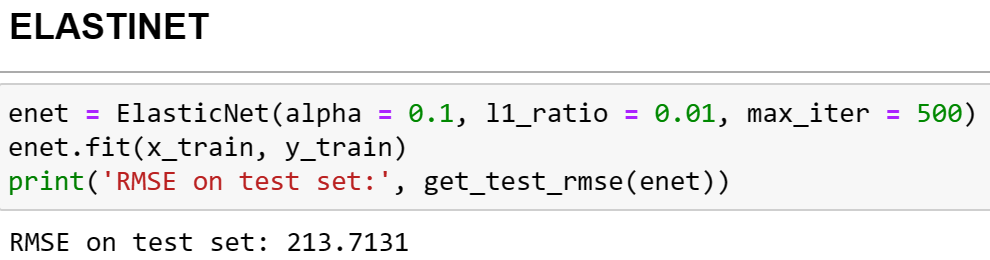 ELASTINET
enet = ElasticNet(alpha = 0.1, l1_ratio = 0.01, max_iter = 500)
enet.fit(x_train, y_train)
print('RMSE on test set:', get_test_rmse(enet))
RMSE on test set: 213.7131